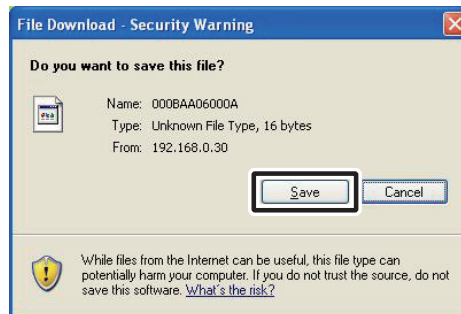 File Download - Security Warning
Do you want to save this file?
Name: 000BAA06000A
Type: Unknown File Type, 16 bytes
From: 192.168.0.30
Save Cancel
While files from the Internet can be useful, this file type can
potentially harm your computer. If you do not trust the source, do not
save this software. What's the risk?